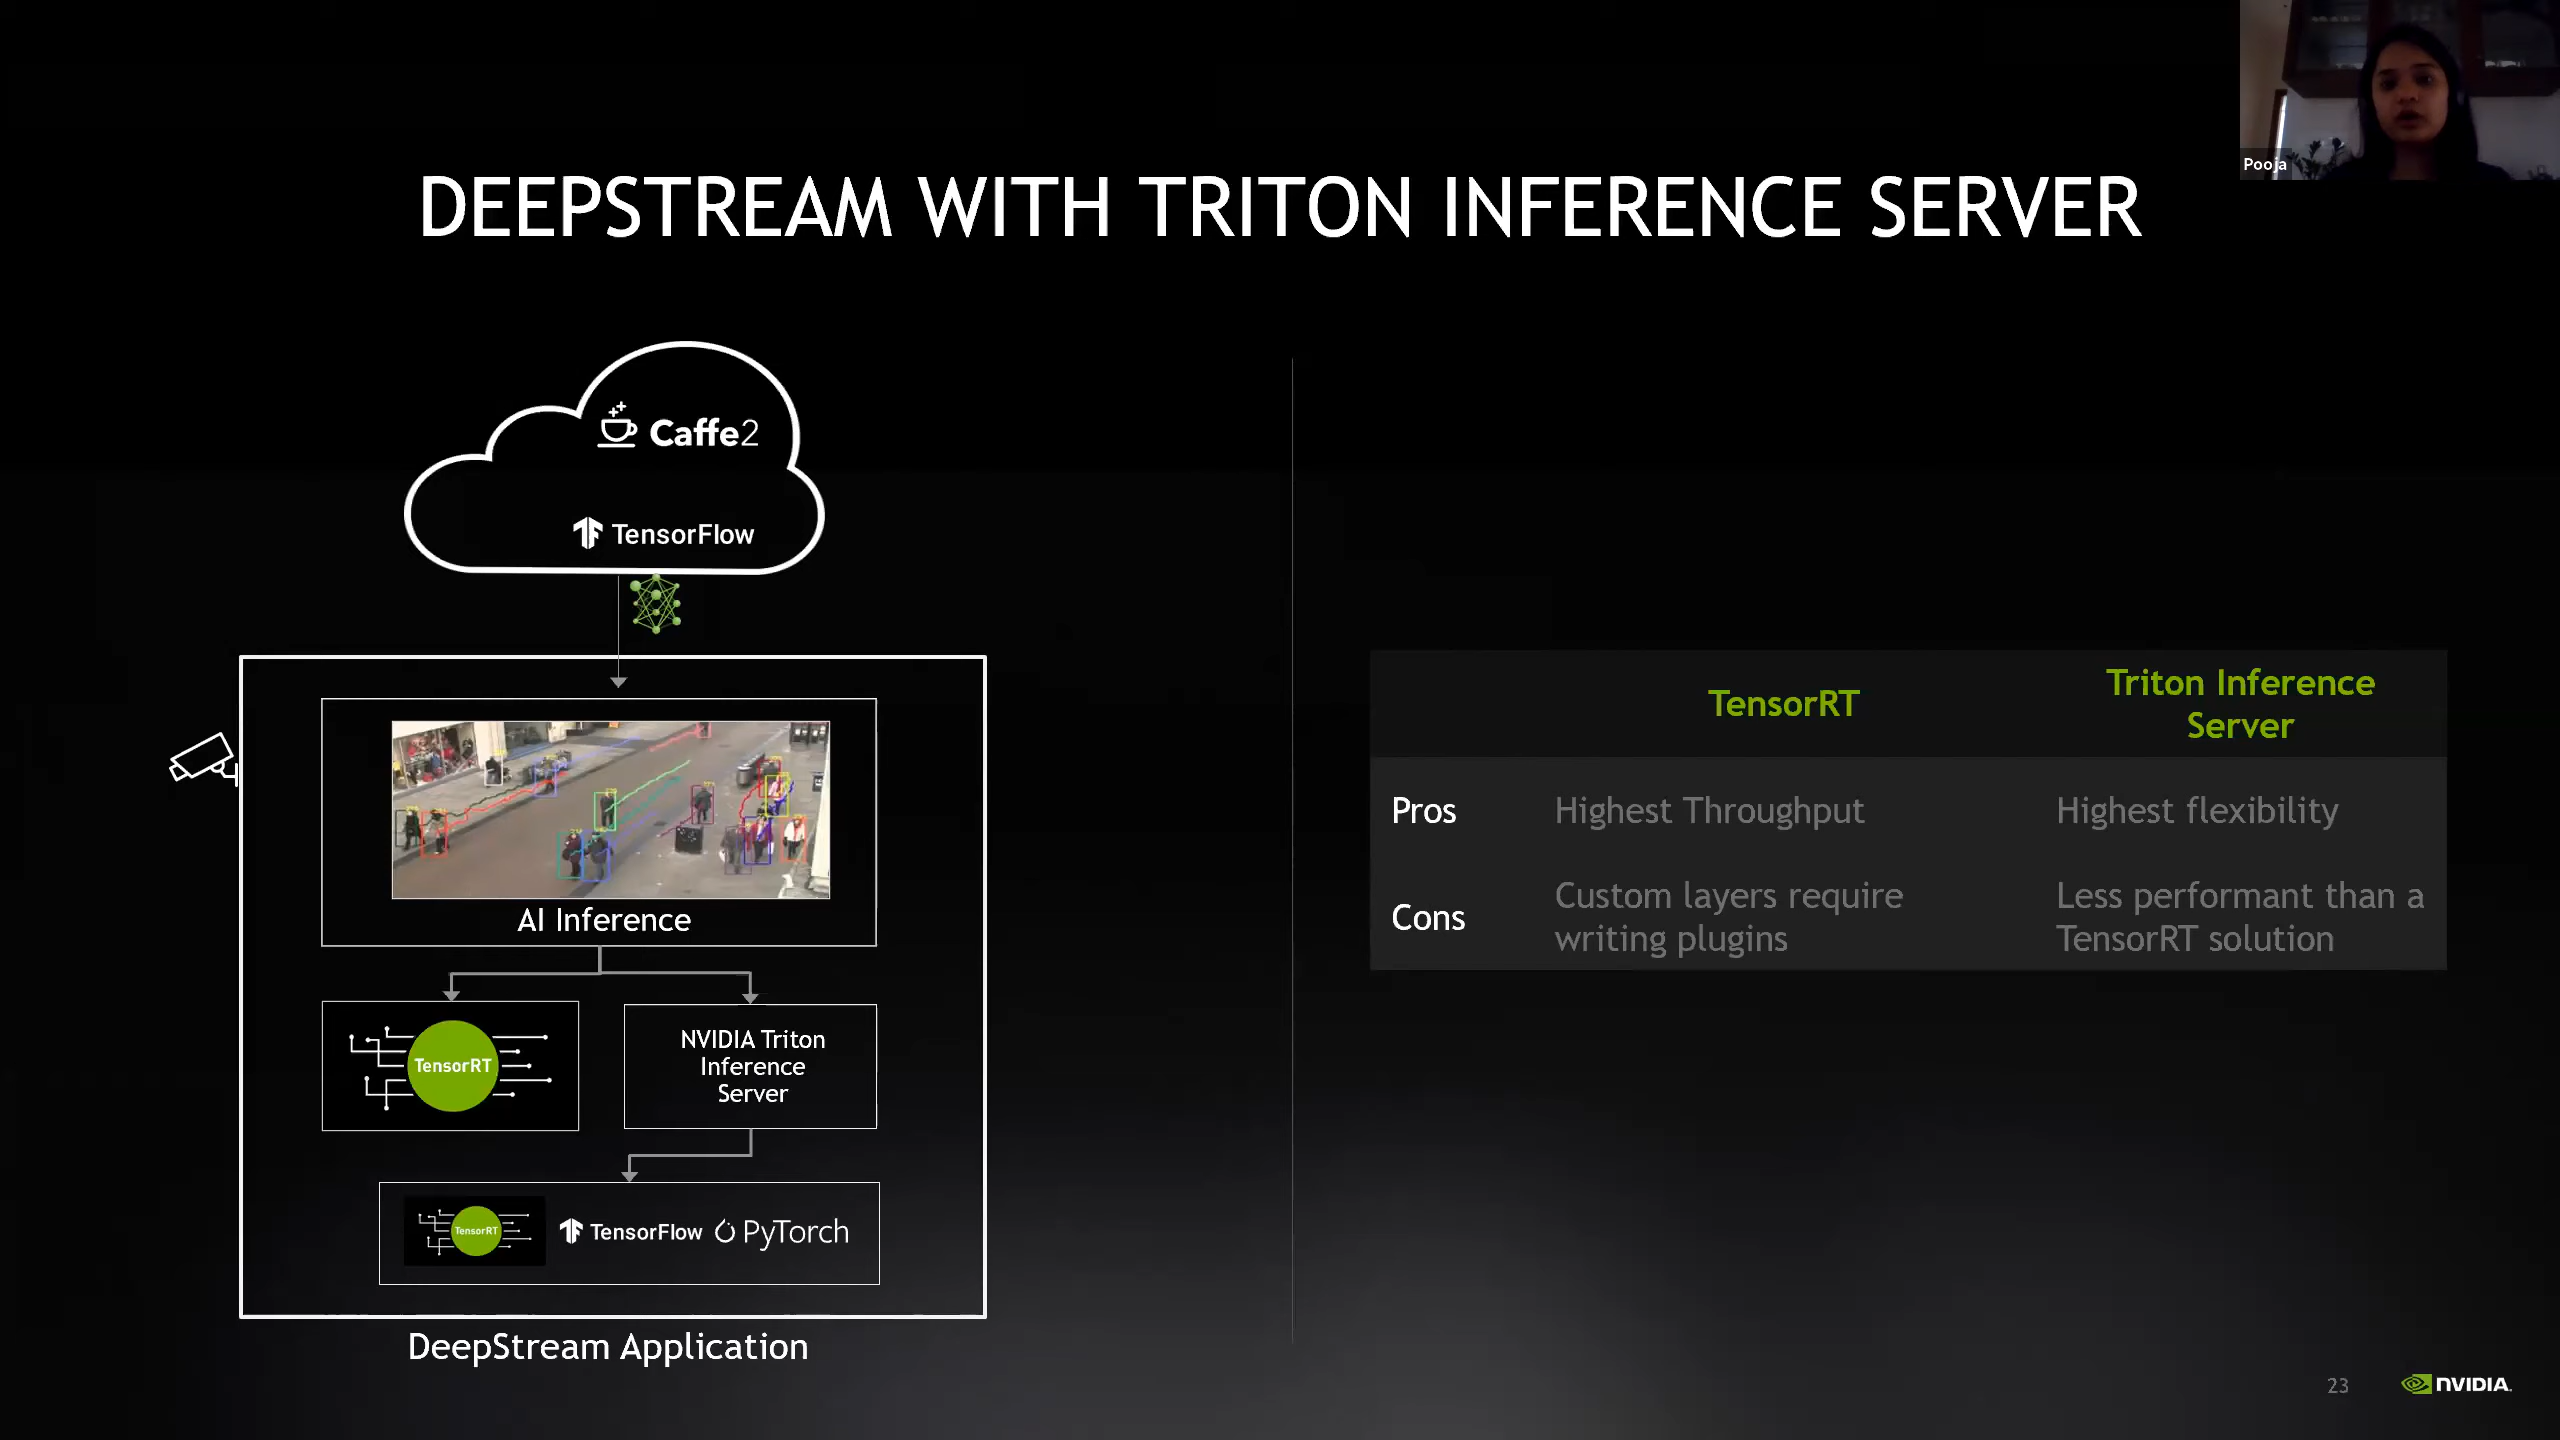 Pooja
DEEPSTREAM WITH TRITON INFERENCE SERVER
Caffe2
TensorFlow
AI Inference
TensorRT
NVIDIA Triton
Inference
Server
TensorRT
TensorFlow
PyTorch
DeepStream Application
TensorRT
Triton Inference
Server
Pros
Highest Throughput
Highest flexibility
Cons
Custom layers require
writing plugins
Less performant than a
TensorRT solution
23
NVIDIA.